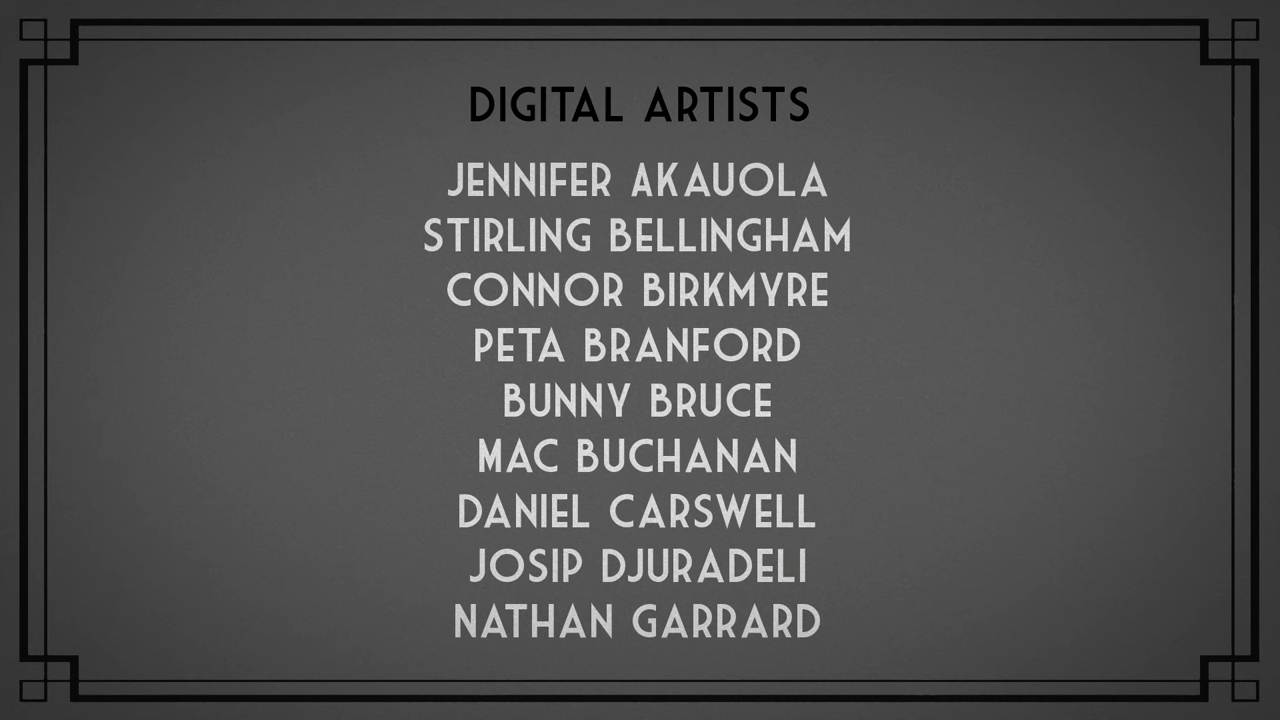 DIGITAL ARTISTS
JENNIFER AKAUOLA
STIRLING BELLINGHAM
CONNOR BIRKMYRE
PETA BRANFORD
BUNNY BRUCE
MAC BUCHANAN
DANIEL CARSWELL
JOSIP DJURADELI
NATHAN GARRARD